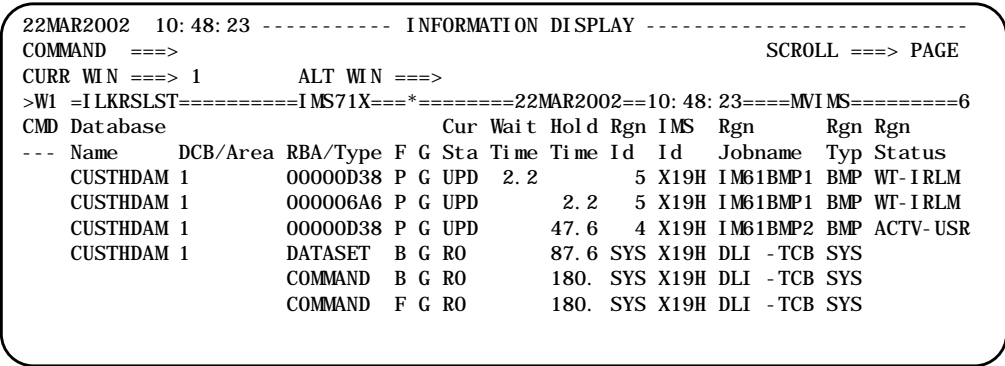 22MAR2002  10:48:23 ----------- INFORMATION DISPLAY ---------------------------
COMMAND  ===>                                                SCROLL ===> PAGE
CURR WIN ===> 1        ALT WIN ===>
>W1 =ILKRSLST==========IMS71X===*========22MAR2002==10:48:23====MVIMS=========6
CMD Database                      Cur Wait Hold Rgn IMS  Rgn      Rgn Rgn
--- Name     DCB/Area RBA/Type F G Sta Time Time Id  Id   Jobname  Typ Status
    CUSTHDAM 1        00000D38 P G UPD  2.2        5 X19H IM61BMP1 BMP WT-IRLM
    CUSTHDAM 1        000006A6 P G UPD       2.2   5 X19H IM61BMP1 BMP WT-IRLM
    CUSTHDAM 1        00000D38 P G UPD      47.6   4 X19H IM61BMP2 BMP ACTV-USR
    CUSTHDAM 1        DATASET  B G RO       87.6 SYS X19H DLI -TCB SYS
                      COMMAND  B G RO       180. SYS X19H DLI -TCB SYS
                      COMMAND  F G RO       180. SYS X19H DLI -TCB SYS